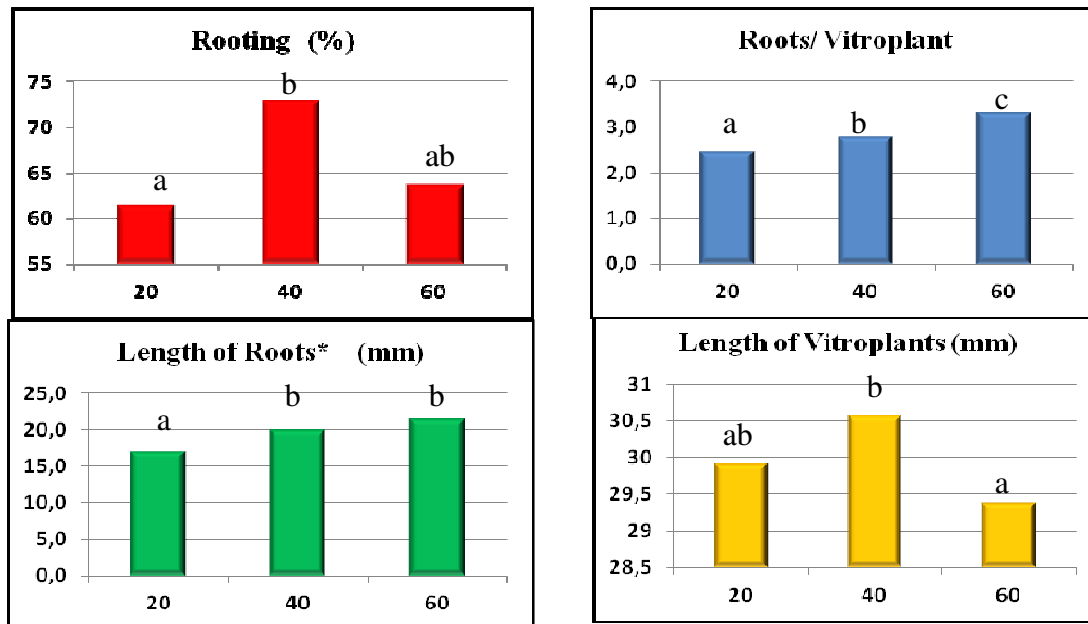 Rooting (%)
75
70
65
60
55
a
b
ab
20 40 60
Roots/ Vitroplant
4,0
3,0
2,0
1,0
0,0
a
b
c
20 40 60
Length of Roots* (mm)
25,0
20,0
15,0
10,0
5,0
0,0
a
b
b
20 40 60
Length of Vitroplants (mm)
31
30,5
30
29,5
29
28,5
ab
b
a
20 40 60